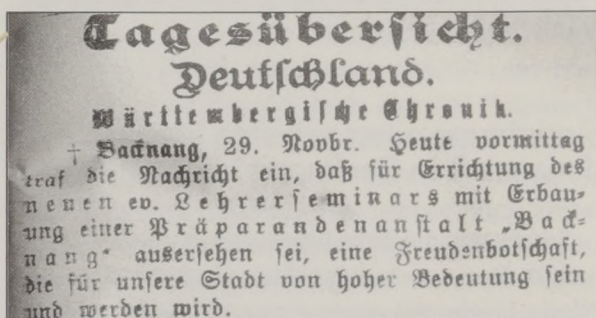 Tagesübersicht.
Deutschland.
Württembergische Chronik.
† Backnang, 29. Novbr. Heute vormittag
traf die Nachricht ein, daß für Errichtung des
neuen ev. Lehrerseminars mit Erbau-
ung einer Präparandenanstalt „Back-
nang“ ausersehen sei, eine Freudenbotschaft,
die für unsere Stadt von hoher Bedeutung sein
und werden wird.